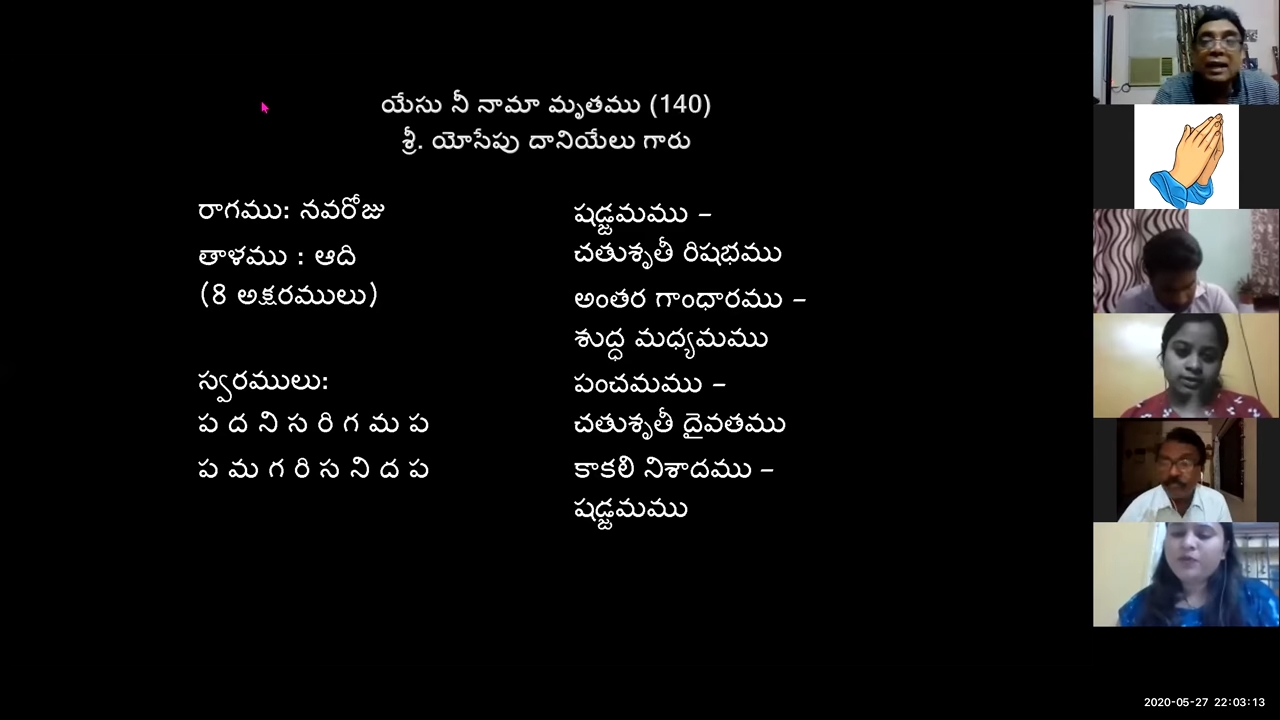 యేసు నీ నామా మృతము (140)
శ్రీ. యోసేపు దానియేలు గారు
రాగము: నవరోజు
తాళము : ఆది
(8 అక్షరములు)
స్వరములు:
ప ద ని స రి గ మ ప
ప మ గ రి స ని ద ప
షడ్జమము –
చతుశృతీ రిషభము
అంతర గాంధారము –
శుద్ధ మధ్యమము
పంచమము –
చతుశృతీ దైవతము
కాకలి నిశాదము –
షడ్జమము
2020-05-27 22:03:13